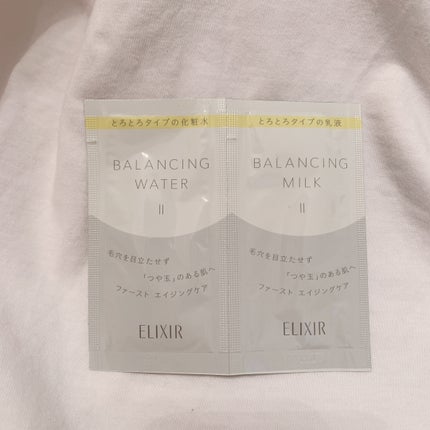 とろとろタイプの化粧水
BALANCING
WATER
II
毛穴を目立たせず
「つや玉」のある肌へ
ファースト エイジングケア
ELIXIR
とろとろタイプの乳液
BALANCING
MILK
II
毛穴を目立たせず
「つや玉」のある肌へ
ファースト エイジングケア
ELIXIR